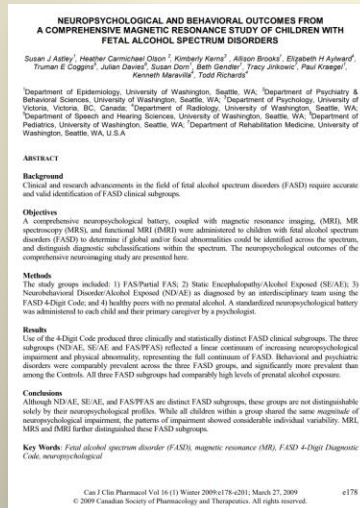 NEUROPSYCHOLOGICAL AND BEHAVIORAL OUTCOMES FROM
A COMPREHENSIVE MAGNETIC RESONANCE STUDY OF CHILDREN WITH
FETAL ALCOHOL SPECTRUM DISORDERS
Susan J Astley¹, Heather Carmichael Olson², Kimberly Kerns³, Allison Brooks¹, Elizabeth H Aylward⁴,
Truman E Coggins⁵, Julian Davies⁶, Susan Dorn¹, Beth Gendler¹, Tracy Jirikowic⁷, Paul Kraegel¹,
Kenneth Maravilla⁴, Todd Richards⁴
¹Department of Epidemiology, University of Washington, Seattle, WA; ²Department of Psychiatry &
Behavioral Sciences, University of Washington, Seattle, WA; ³Department of Psychology, University of
Victoria, Victoria, BC, Canada; ⁴Department of Radiology, University of Washington, Seattle, WA;
⁵Department of Speech and Hearing Sciences, University of Washington, Seattle, WA; ⁶Department of
Pediatrics, University of Washington, Seattle, WA; ⁷Department of Rehabilitation Medicine, University of
Washington, Seattle, WA, U.S.A
ABSTRACT
Background
Clinical and research advancements in the field of fetal alcohol spectrum disorders (FASD) require accurate
and valid identification of FASD clinical subgroups.
Objectives
A comprehensive neuropsychological battery, coupled with magnetic resonance imaging, (MRI), MR
spectroscopy (MRS), and functional MRI (fMRI) were administered to children with fetal alcohol spectrum
disorders (FASD) to determine if global and/or focal abnormalities could be identified across the spectrum,
and distinguish diagnostic subclassifications within the spectrum. The neuropsychological outcomes of the
comprehensive neuroimaging study are presented here.
Methods
The study groups included: 1) FAS/Partial FAS; 2) Static Encephalopathy/Alcohol Exposed (SE/AE); 3)
Neurobehavioral Disorder/Alcohol Exposed (ND/AE) as diagnosed by an interdisciplinary team using the
FASD 4-Digit Code; and 4) healthy peers with no prenatal alcohol. A standardized neuropsychological battery
was administered to each child and their primary caregiver by a psychologist.
Results
Use of the 4-Digit Code produced three clinically and statistically distinct FASD clinical subgroups. The three
subgroups (ND/AE, SE/AE and FAS/PFAS) reflected a linear continuum of increasing neuropsychological
impairment and physical abnormality, representing the full continuum of FASD. Behavioral and psychiatric
disorders were comparably prevalent across the three FASD groups, and significantly more prevalent than
among the Controls. All three FASD subgroups had comparably high levels of prenatal alcohol exposure.
Conclusions
Although ND/AE, SE/AE, and FAS/PFAS are distinct FASD subgroups, these groups are not distinguishable
solely by their neuropsychological profiles. While all children within a group shared the same magnitude of
neuropsychological impairment, the patterns of impairment showed considerable individual variability. MRI,
MRS and fMRI further distinguished these FASD subgroups.
Key Words: Fetal alcohol spectrum disorder (FASD), magnetic resonance (MR), FASD 4-Digit Diagnostic
Code, neuropsychological
Can J Clin Pharmacol Vol 16 (1) Winter 2009:e178-e201; March 27, 2009 e178
© 2009 Canadian Society of Pharmacology and Therapeutics. All rights reserved.